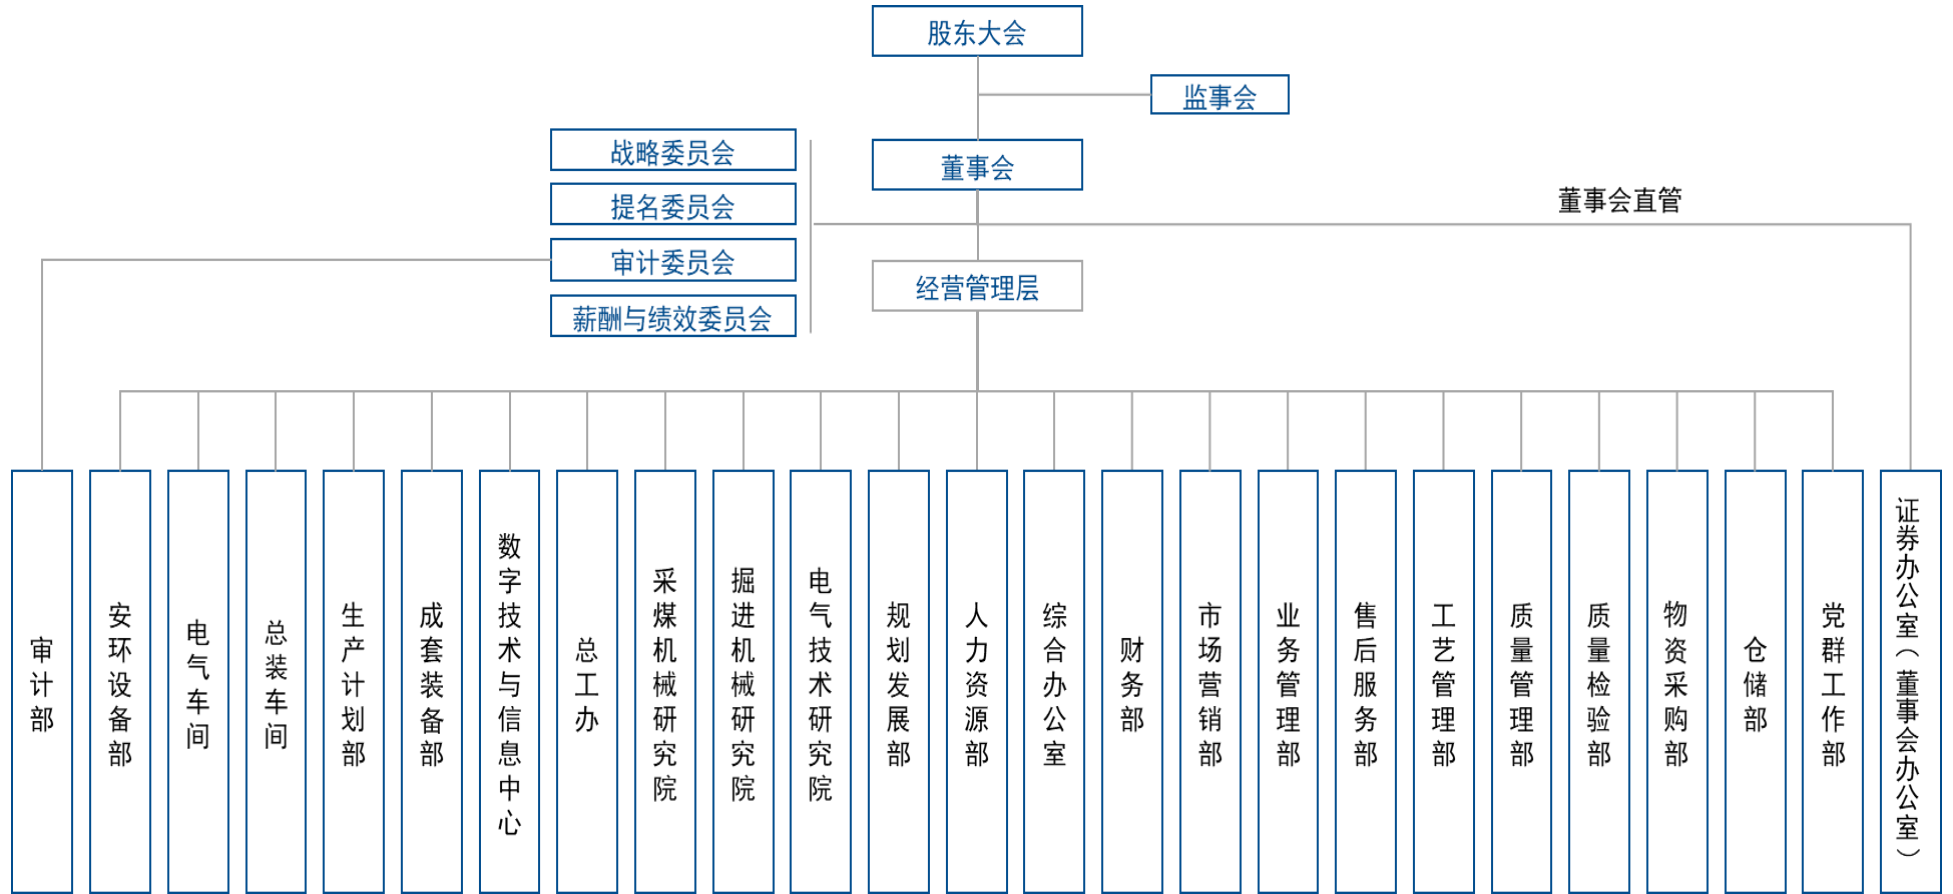 股东大会
监事会
董事会
战略委员会
提名委员会
审计委员会
薪酬与绩效委员会
董事会直管
经营管理层
审计部
安环设备部
电气车间
总装车间
生产计划部
成套装备部
数字技术与信息中心
总工办
采煤机械研究院
掘进机械研究院
电气技术研究院
规划发展部
人力资源部
综合办公室
财务部
市场营销部
业务管理部
售后服务部
工艺管理部
质量管理部
质量检验部
物资采购部
仓储部
党群工作部
证券办公室（董事会办公室）